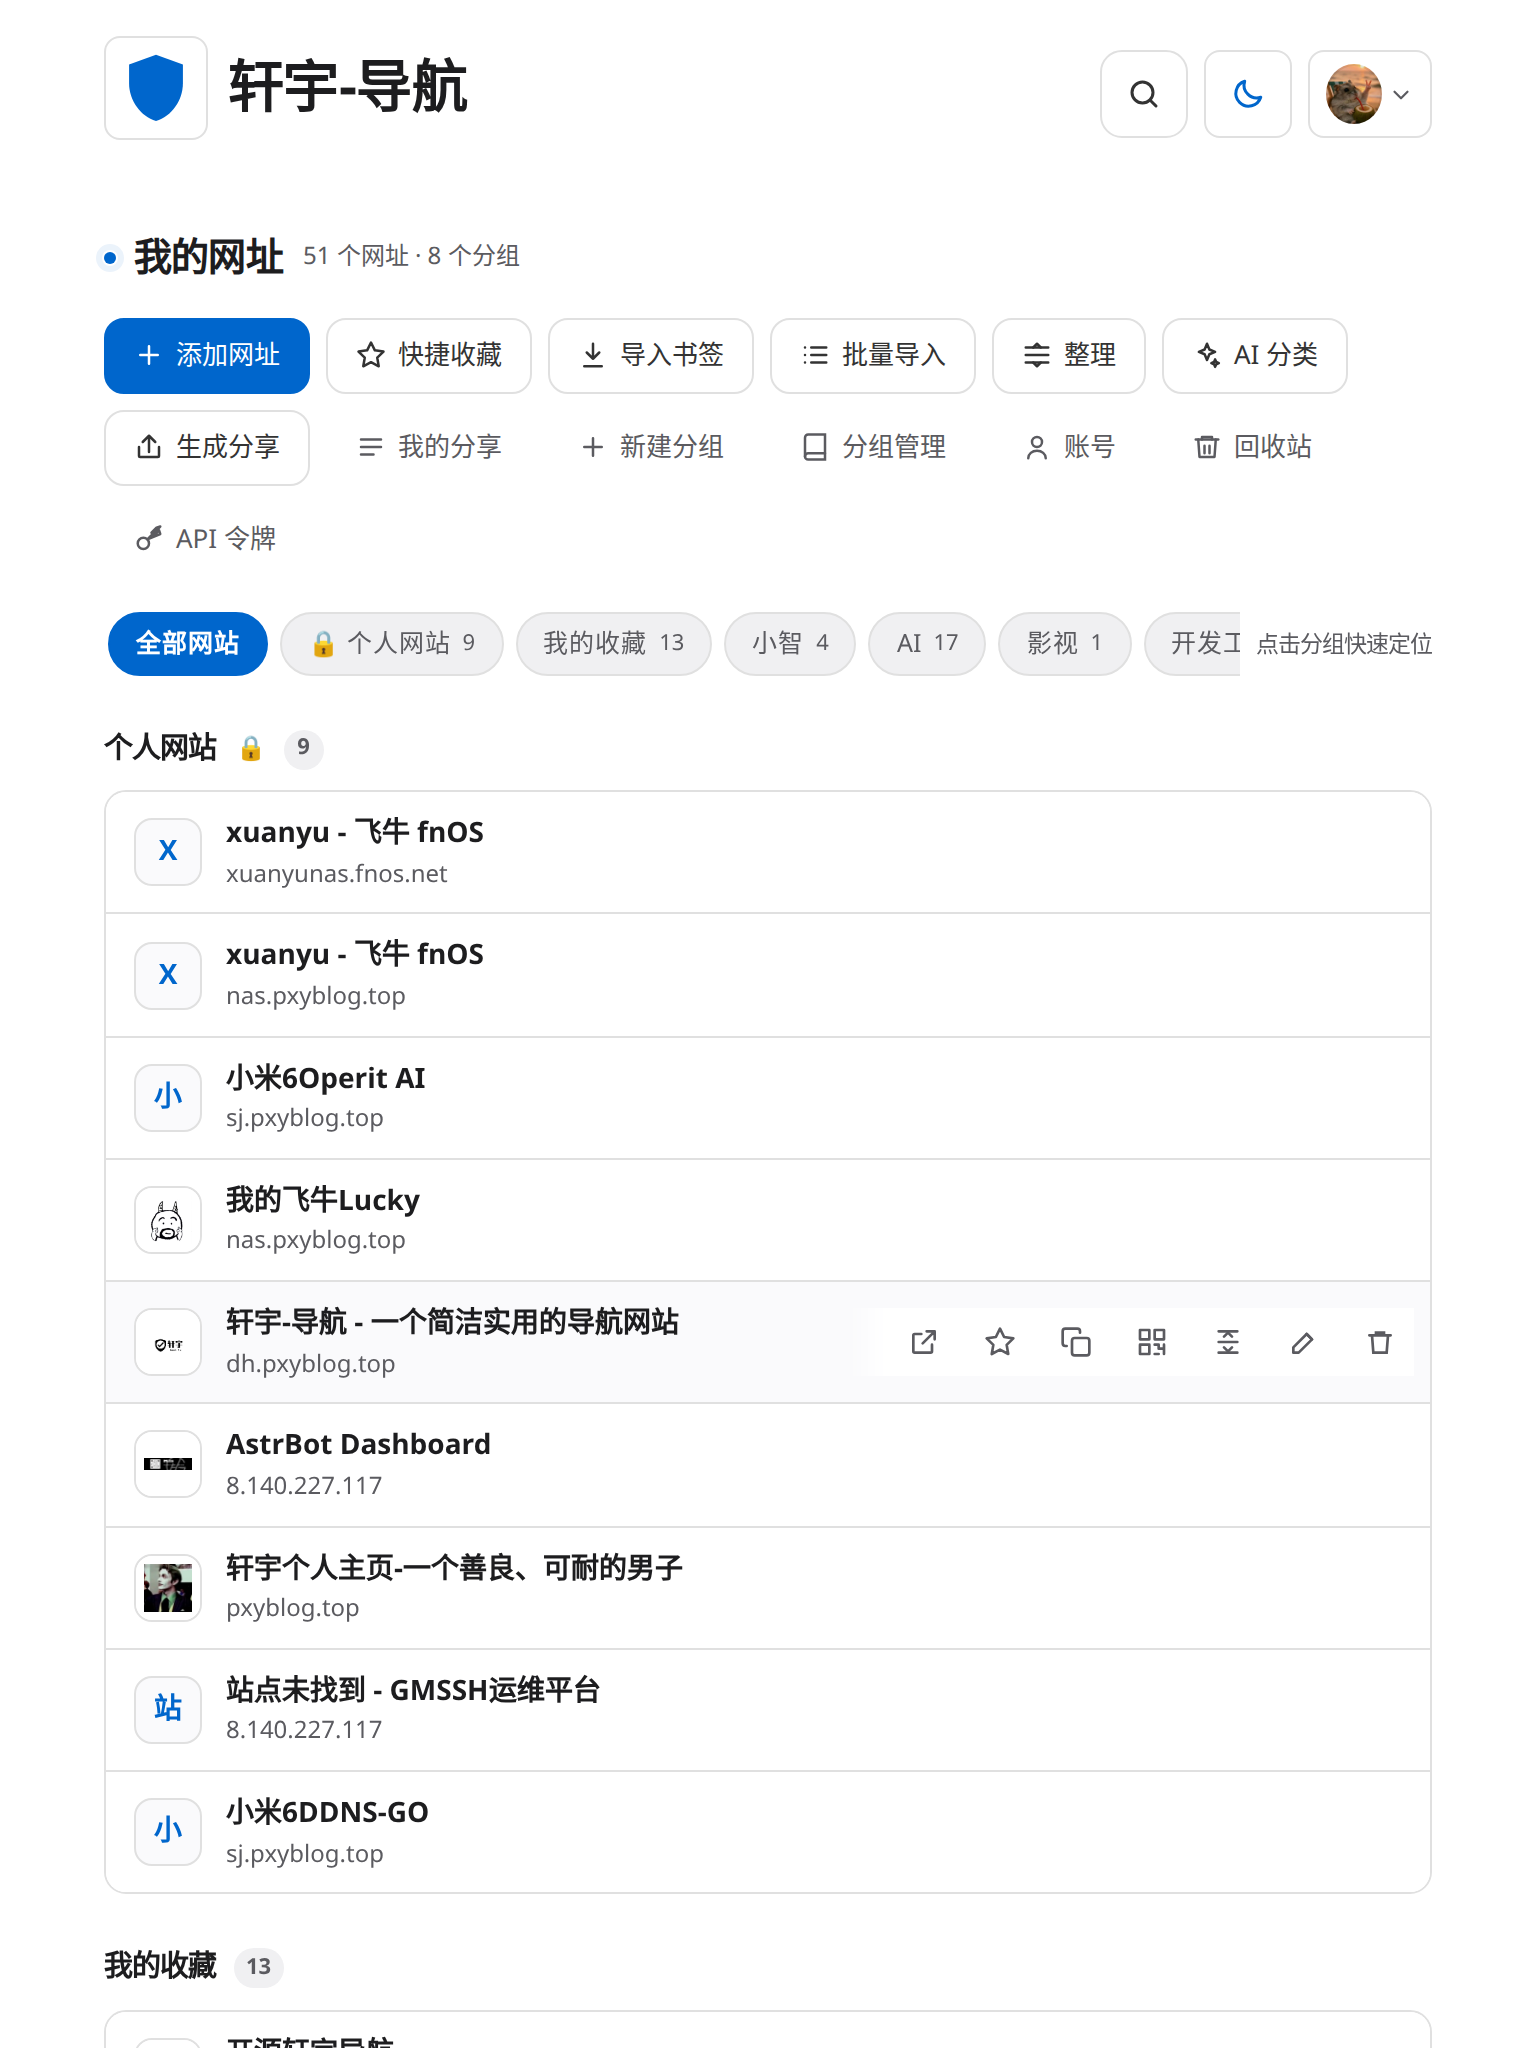 轩宇-导航
我的网址 51 个网址 · 8 个分组
添加网址 快捷收藏 导入书签 批量导入 整理 AI 分类
生成分享 我的分享 新建分组 分组管理 账号 回收站
API 令牌
全部网站 🔒 个人网站 9 我的收藏 13 小智 4 AI 17 影视 1 开发工 点击分组快速定位
个人网站 🔒 9
X
xuanyu - 飞牛 fnOS
xuanyunas.fnos.net
X
xuanyu - 飞牛 fnOS
nas.pxyblog.top
小
小米6Operit AI
sj.pxyblog.top
我的飞牛Lucky
nas.pxyblog.top
轩宇-导航 - 一个简洁实用的导航网站
dh.pxyblog.top
AstrBot Dashboard
8.140.227.117
轩宇个人主页-一个善良、可耐的男子
pxyblog.top
站
站点未找到 - GMSSH运维平台
8.140.227.117
小
小米6DDNS-GO
sj.pxyblog.top
我的收藏 13
开源轩宇导航